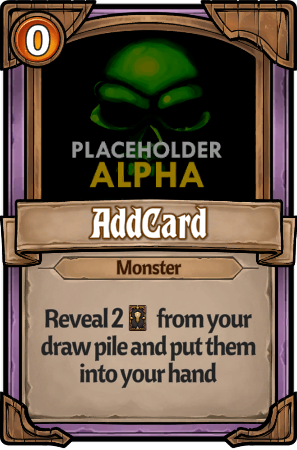 0
PLACEHOLDER
ALPHA
AddCard
Monster
Reveal 2 from your
draw pile and put them
into your hand